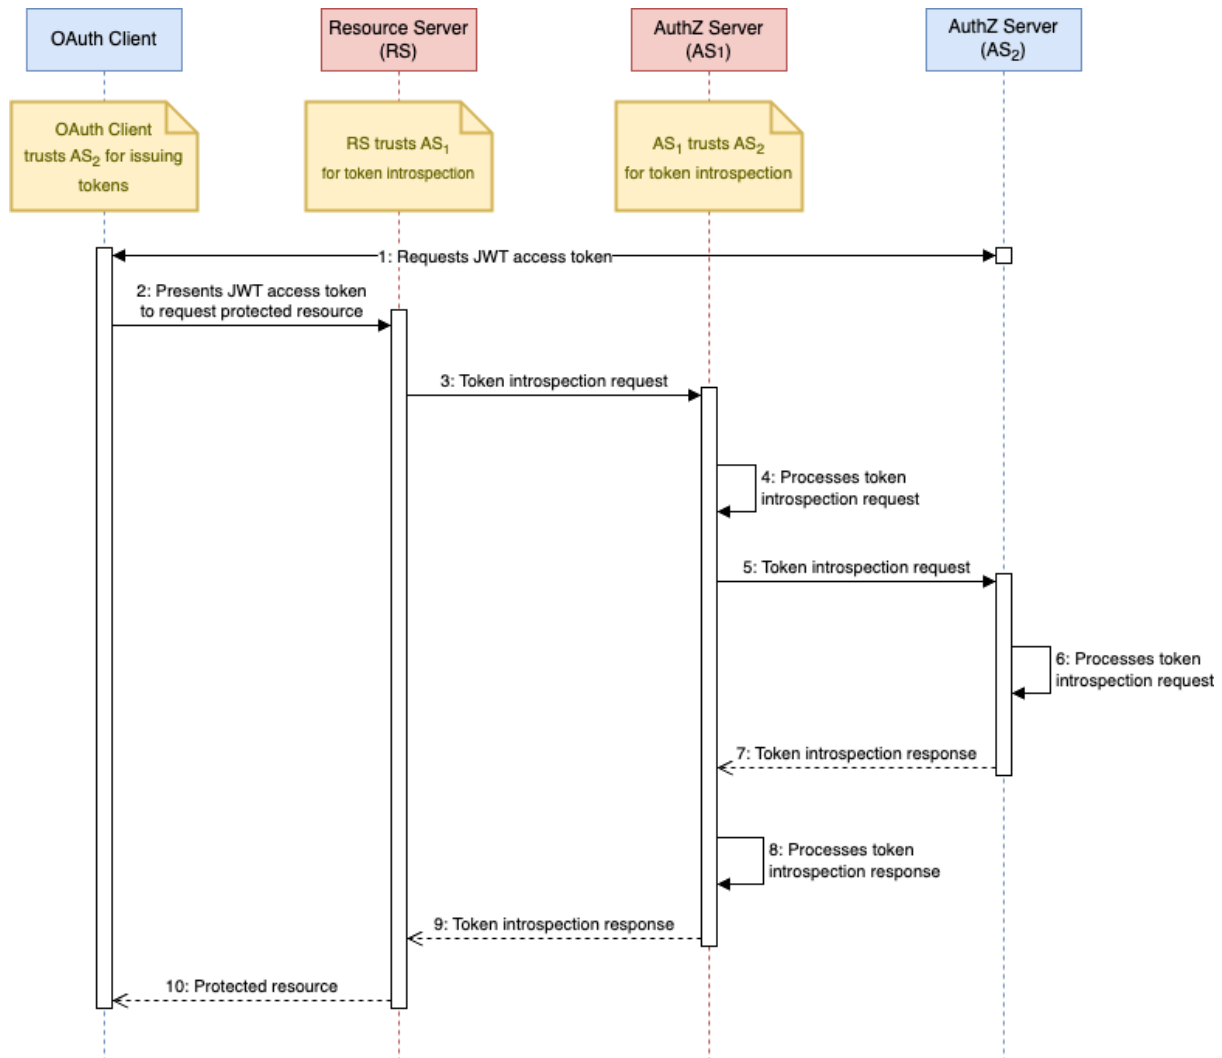 OAuth Client
Resource Server
(RS)
AuthZ Server
(AS1)
AuthZ Server
(AS2)
OAuth Client
trusts AS2 for issuing
tokens
RS trusts AS1
for token introspection
AS1 trusts AS2
for token introspection
1: Requests JWT access token
2: Presents JWT access token
to request protected resource
3: Token introspection request
4: Processes token
introspection request
5: Token introspection request
6: Processes token
introspection request
7: Token introspection response
8: Processes token
introspection response
9: Token introspection response
10: Protected resource